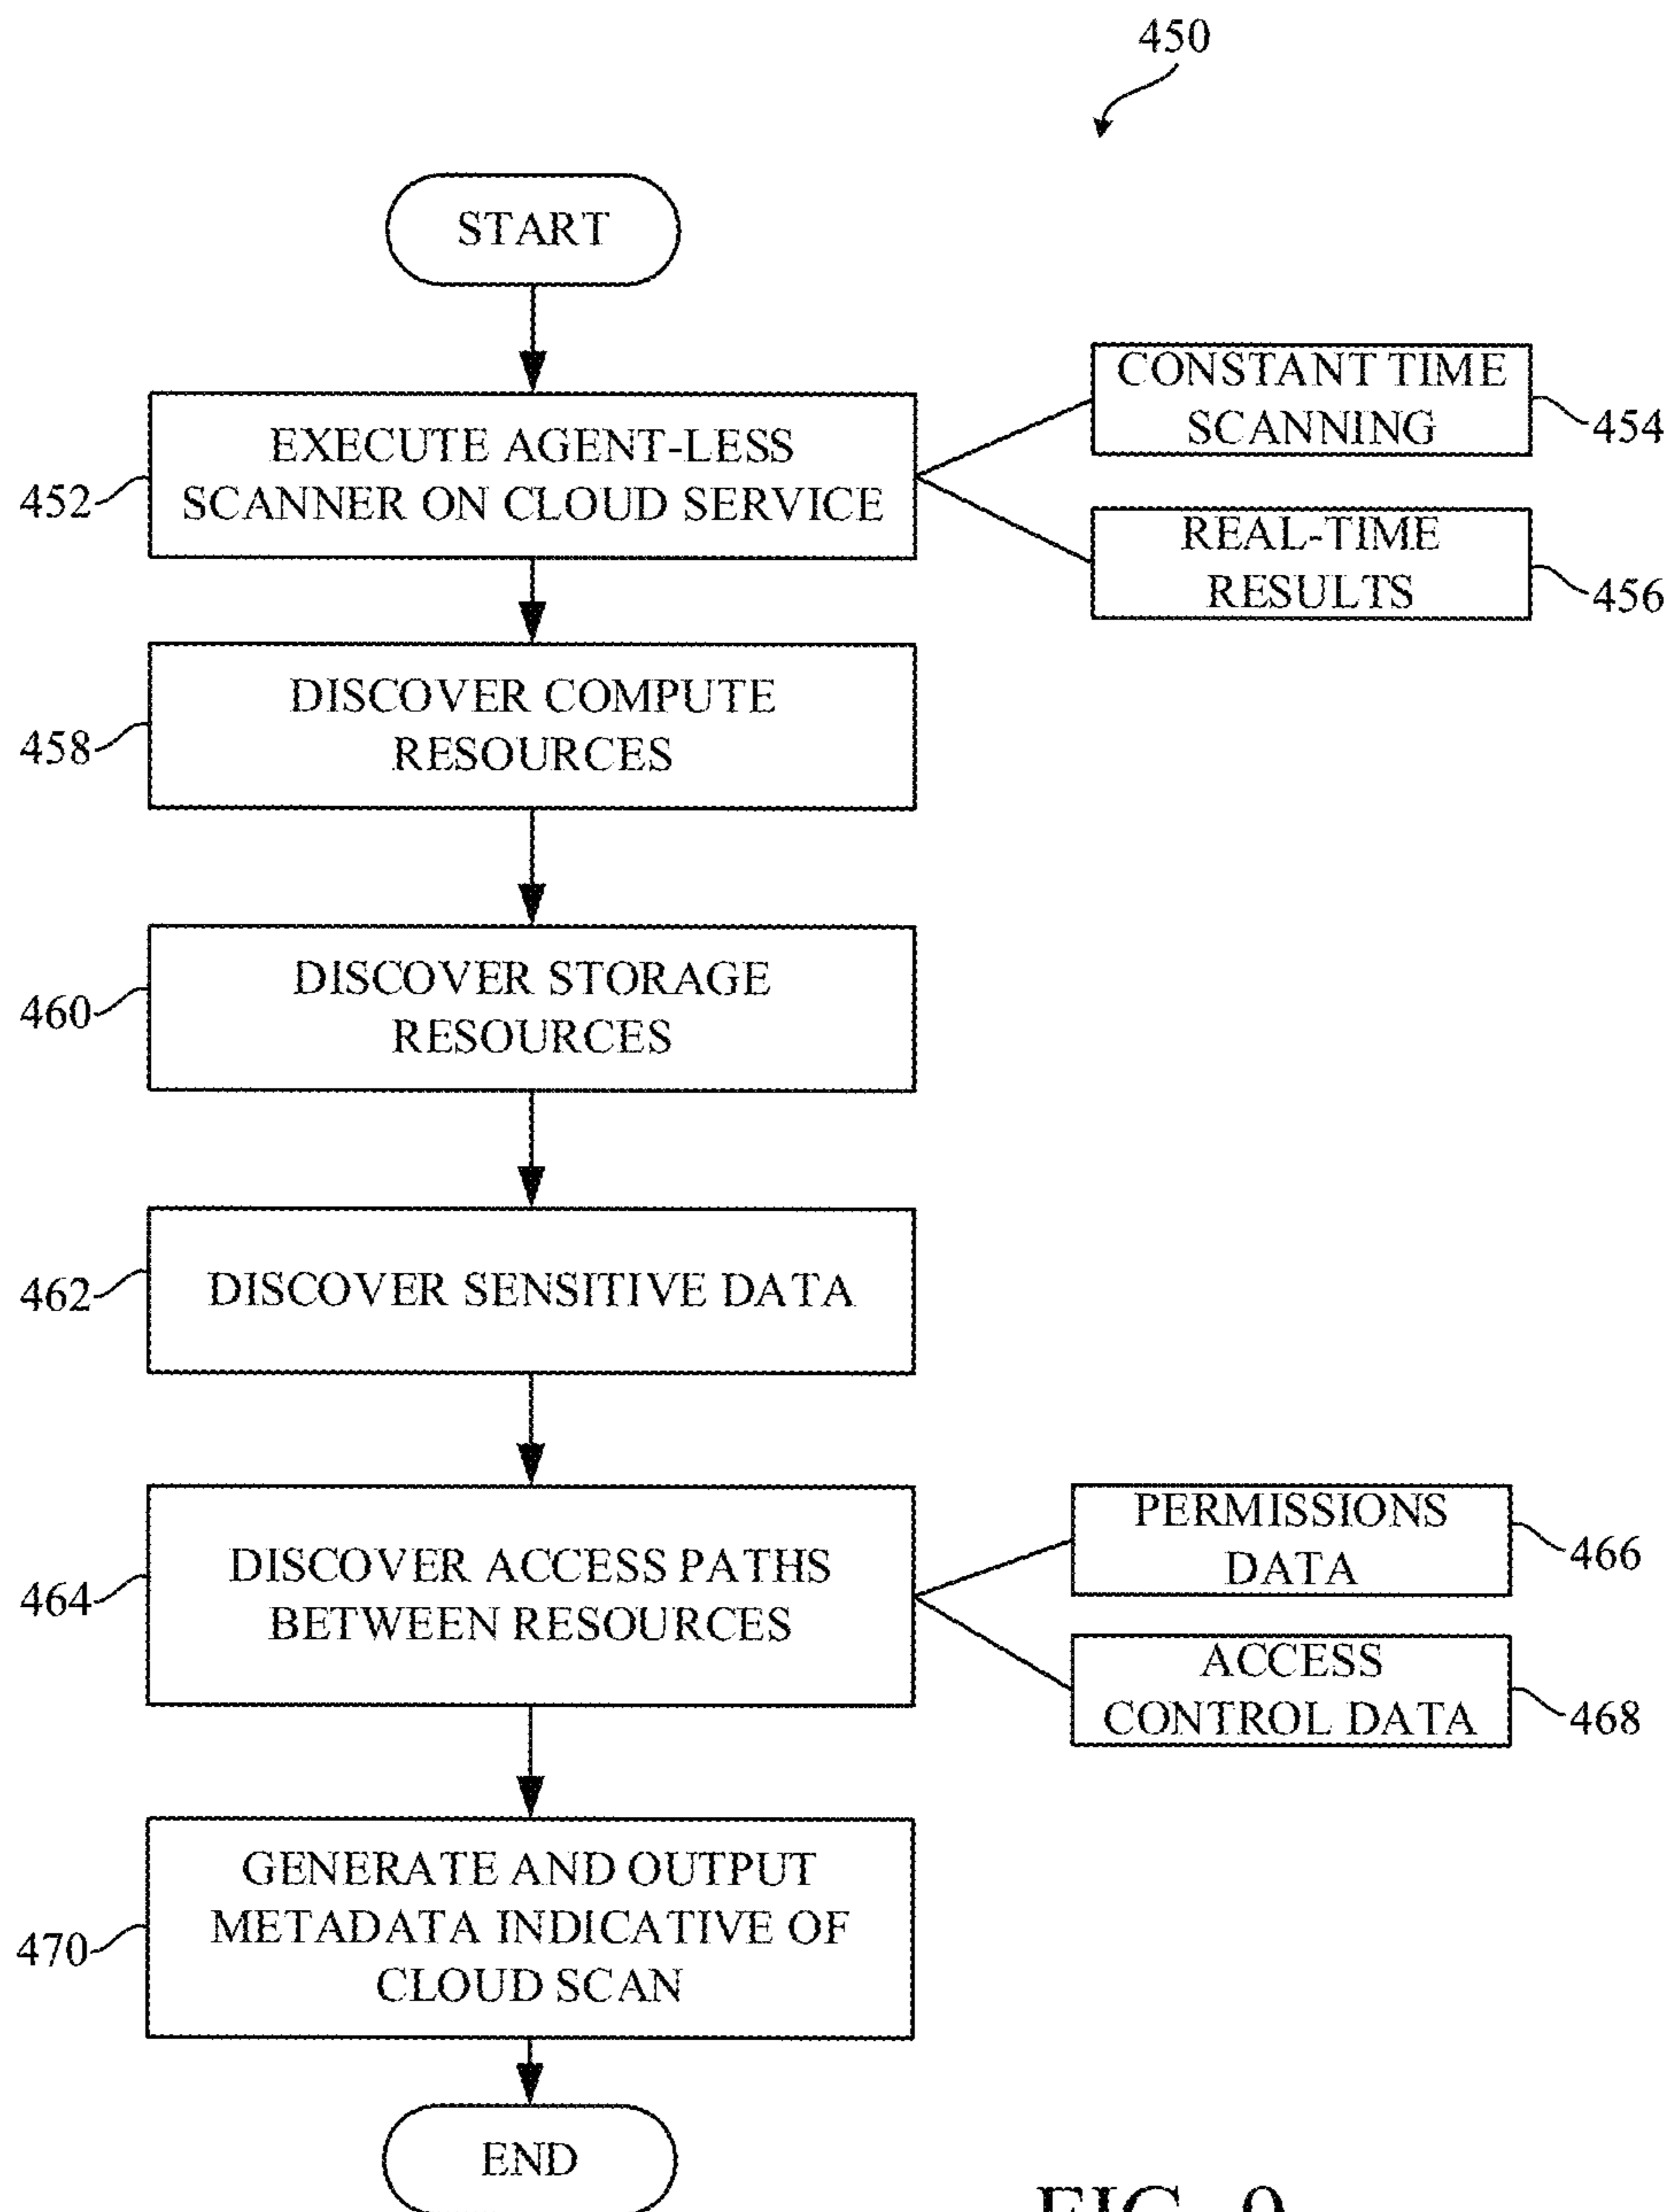 450
START
EXECUTE AGENT-LESS
SCANNER ON CLOUD SERVICE
452
CONSTANT TIME
SCANNING
454
REAL-TIME
RESULTS
456
DISCOVER COMPUTE
RESOURCES
458
DISCOVER STORAGE
RESOURCES
460
DISCOVER SENSITIVE DATA
462
DISCOVER ACCESS PATHS
BETWEEN RESOURCES
464
PERMISSIONS
DATA
466
ACCESS
CONTROL DATA
468
GENERATE AND OUTPUT
METADATA INDICATIVE OF
CLOUD SCAN
470
END